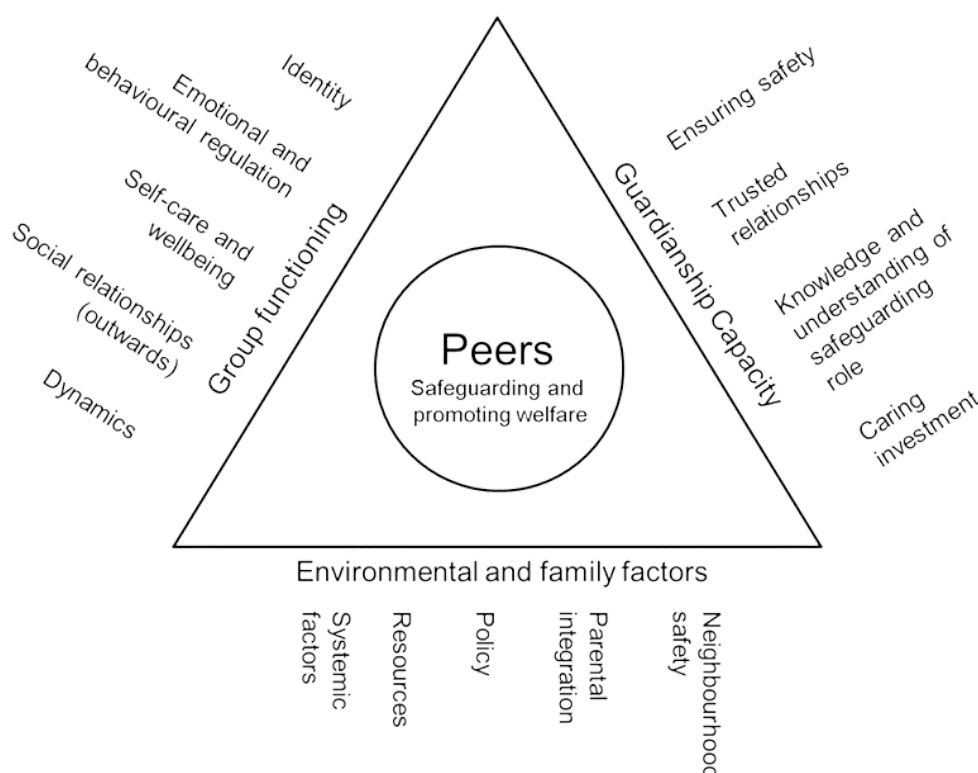 Identity
Emotional and
behavioural regulation
Self-care and
wellbeing
Social relationships
(outwards)
Dynamics
Group functioning
Ensuring safety
Trusted
relationships
Knowledge and
understanding of
safeguarding
role
Caring
investment
Guardianship Capacity
Peers
Safeguarding and
promoting welfare
Environmental and family factors
Systemic
factors
Resources
Policy
Parental
integration
Neighbourhood
safety